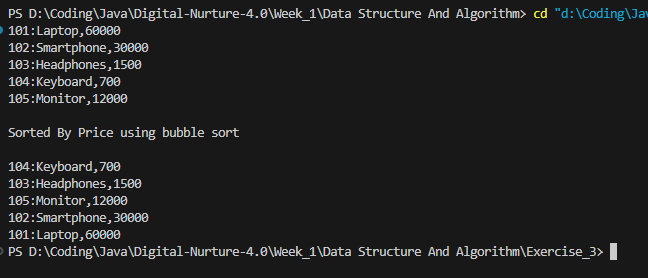 PS D:\Coding\Java\Digital-Nurture-4.0\Week_1\Data Structure And Algorithm> cd "d:\Coding\Jav
101:Laptop,60000
102:Smartphone,30000
103:Headphones,1500
104:Keyboard,700
105:Monitor,12000
Sorted By Price using bubble sort
104:Keyboard,700
103:Headphones,1500
105:Monitor,12000
102:Smartphone,30000
101:Laptop,60000
PS D:\Coding\Java\Digital-Nurture-4.0\Week_1\Data Structure And Algorithm\Exercise_3>